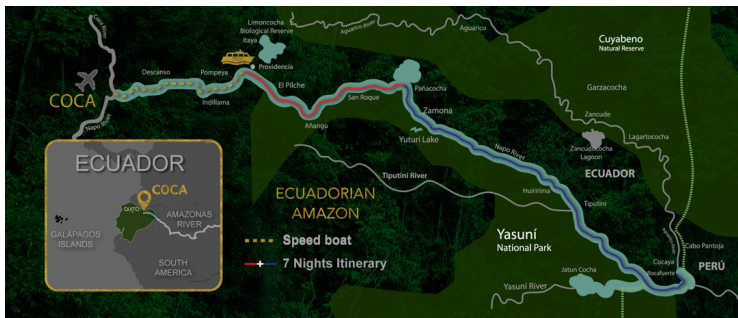 Coca River
Limoncocha
Biological Reserve
Itaya
Providencia
Aguarico River
Aguarico
Cuyabeno
Natural Reserve
Descanso
Pompeya
COCA
Indillama
El Pilche
San Roque
Pañacocha
Garzacocha
Añangu
Zamona
Zancude
Napo River
Yuturi Lake
Lagartococha
Zancudococha
Lagoon
Napo River
ECUADOR
ECUADOR
COCA
QUITO
AMAZONAS
RIVER
GALÁPAGOS
ISLANDS
SOUTH
AMERICA
Tiputini River
Huiririma
Tiputini
ECUADORIAN
AMAZON
Speed boat
7 Nights Itinerary
Yasuní
National Park
Cabo Pantoja
Cocaya
PERÚ
Rocafuerte
Jatun Cocha
Yasuní River